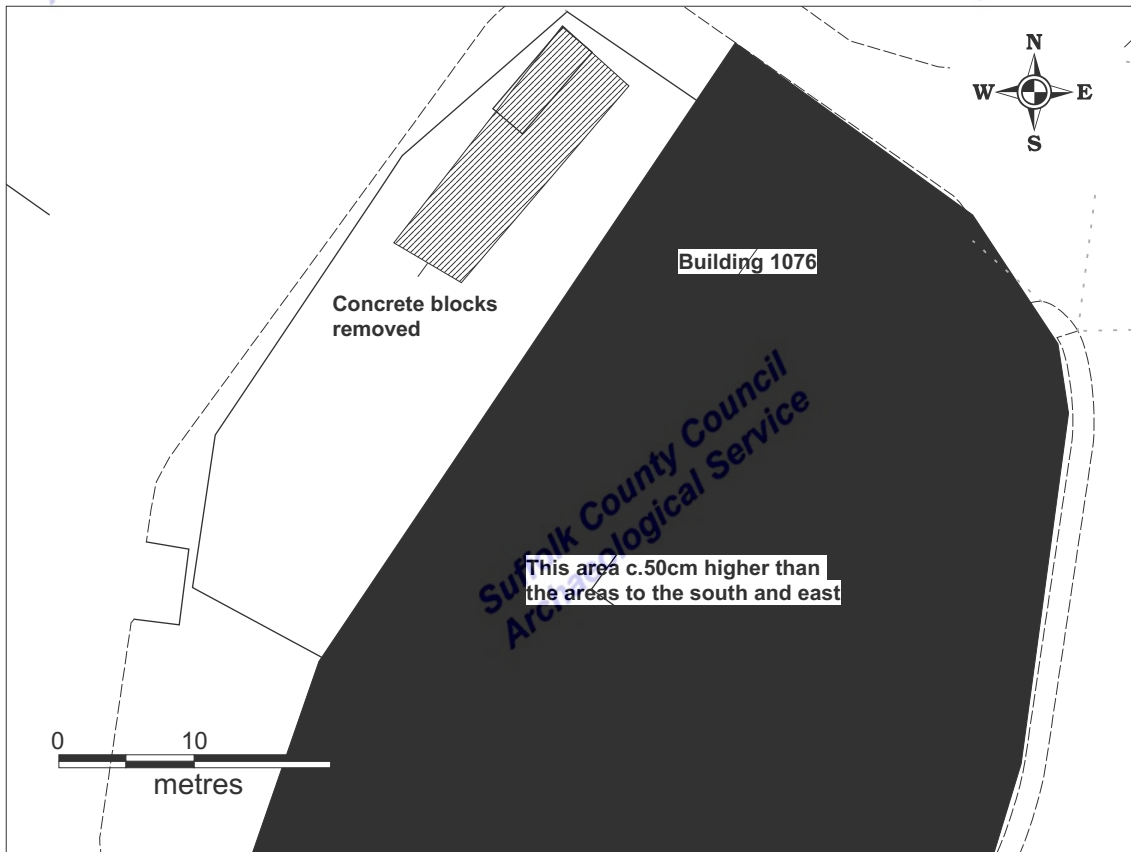 N
W E
S
Building 1076
Concrete blocks
removed
Suffolk County Council
Archaeological Service
This area c.50cm higher than
the areas to the south and east
0 10
metres